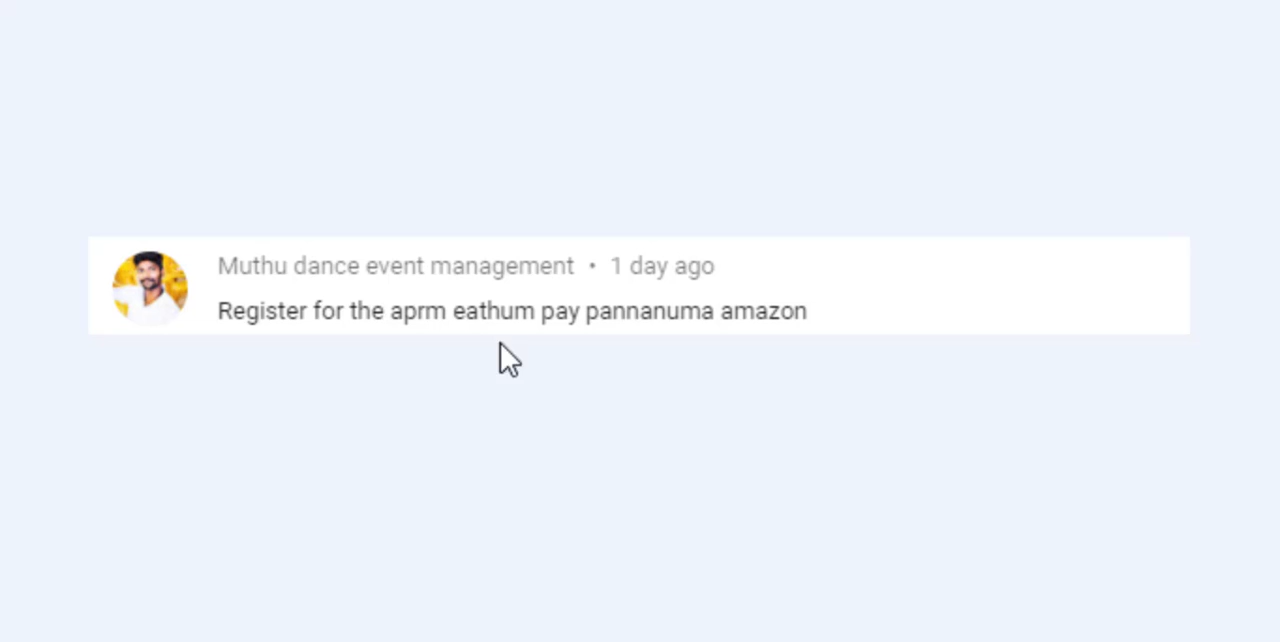 Muthu dance event management • 1 day ago
Register for the aprm eathum pay pannanuma amazon